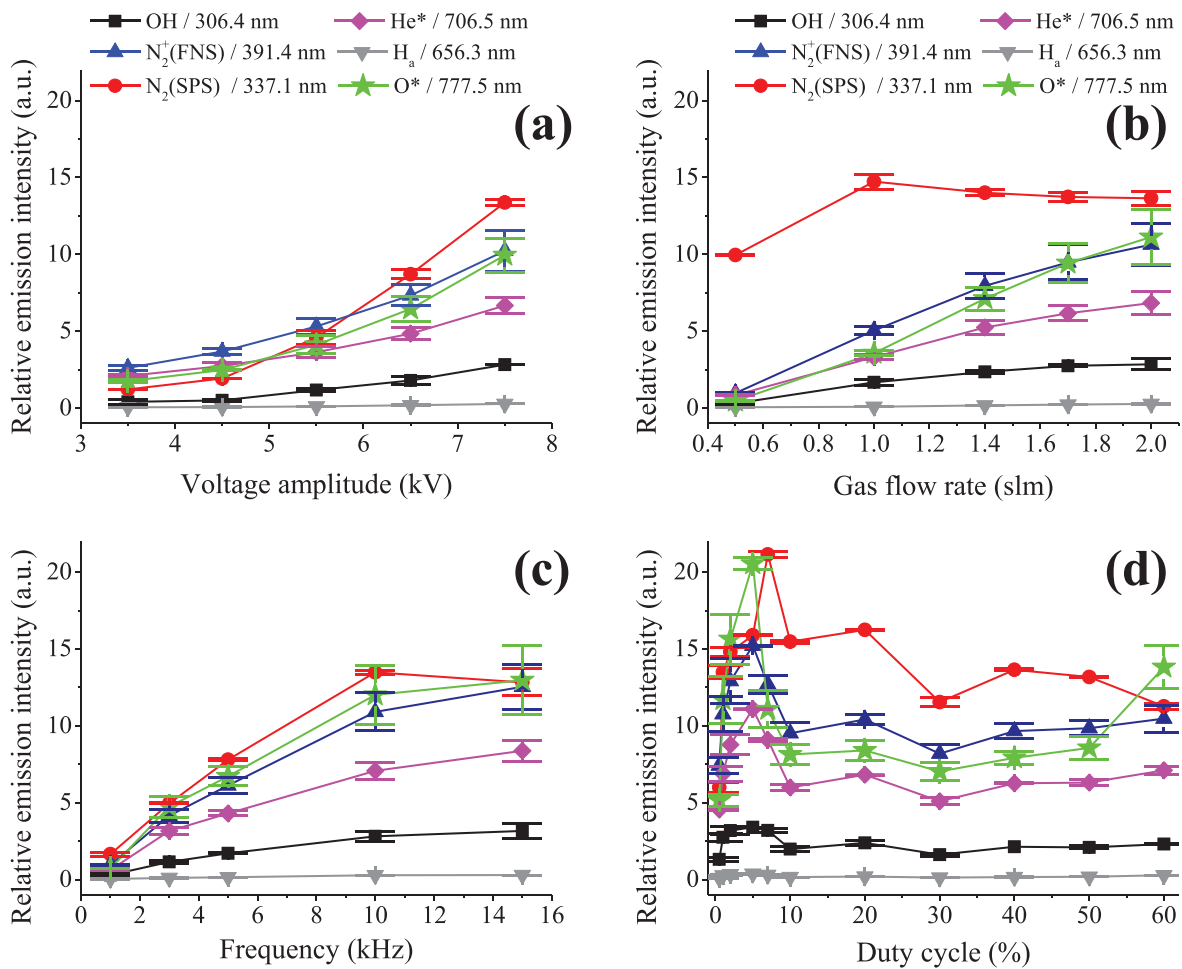 OH / 306.4 nm He* / 706.5 nm
N₂⁺(FNS) / 391.4 nm Hₐ / 656.3 nm
N₂(SPS) / 337.1 nm O* / 777.5 nm
(a)
Relative emission intensity (a.u.)
20
15
10
5
0
3 4 5 6 7 8
Voltage amplitude (kV)
OH / 306.4 nm He* / 706.5 nm
N₂⁺(FNS) / 391.4 nm Hₐ / 656.3 nm
N₂(SPS) / 337.1 nm O* / 777.5 nm
(b)
Relative emission intensity (a.u.)
20
15
10
5
0
0.4 0.6 0.8 1.0 1.2 1.4 1.6 1.8 2.0
Gas flow rate (slm)
(c)
Relative emission intensity (a.u.)
20
15
10
5
0
0 2 4 6 8 10 12 14 16
Frequency (kHz)
(d)
Relative emission intensity (a.u.)
20
15
10
5
0
0 10 20 30 40 50 60
Duty cycle (%)